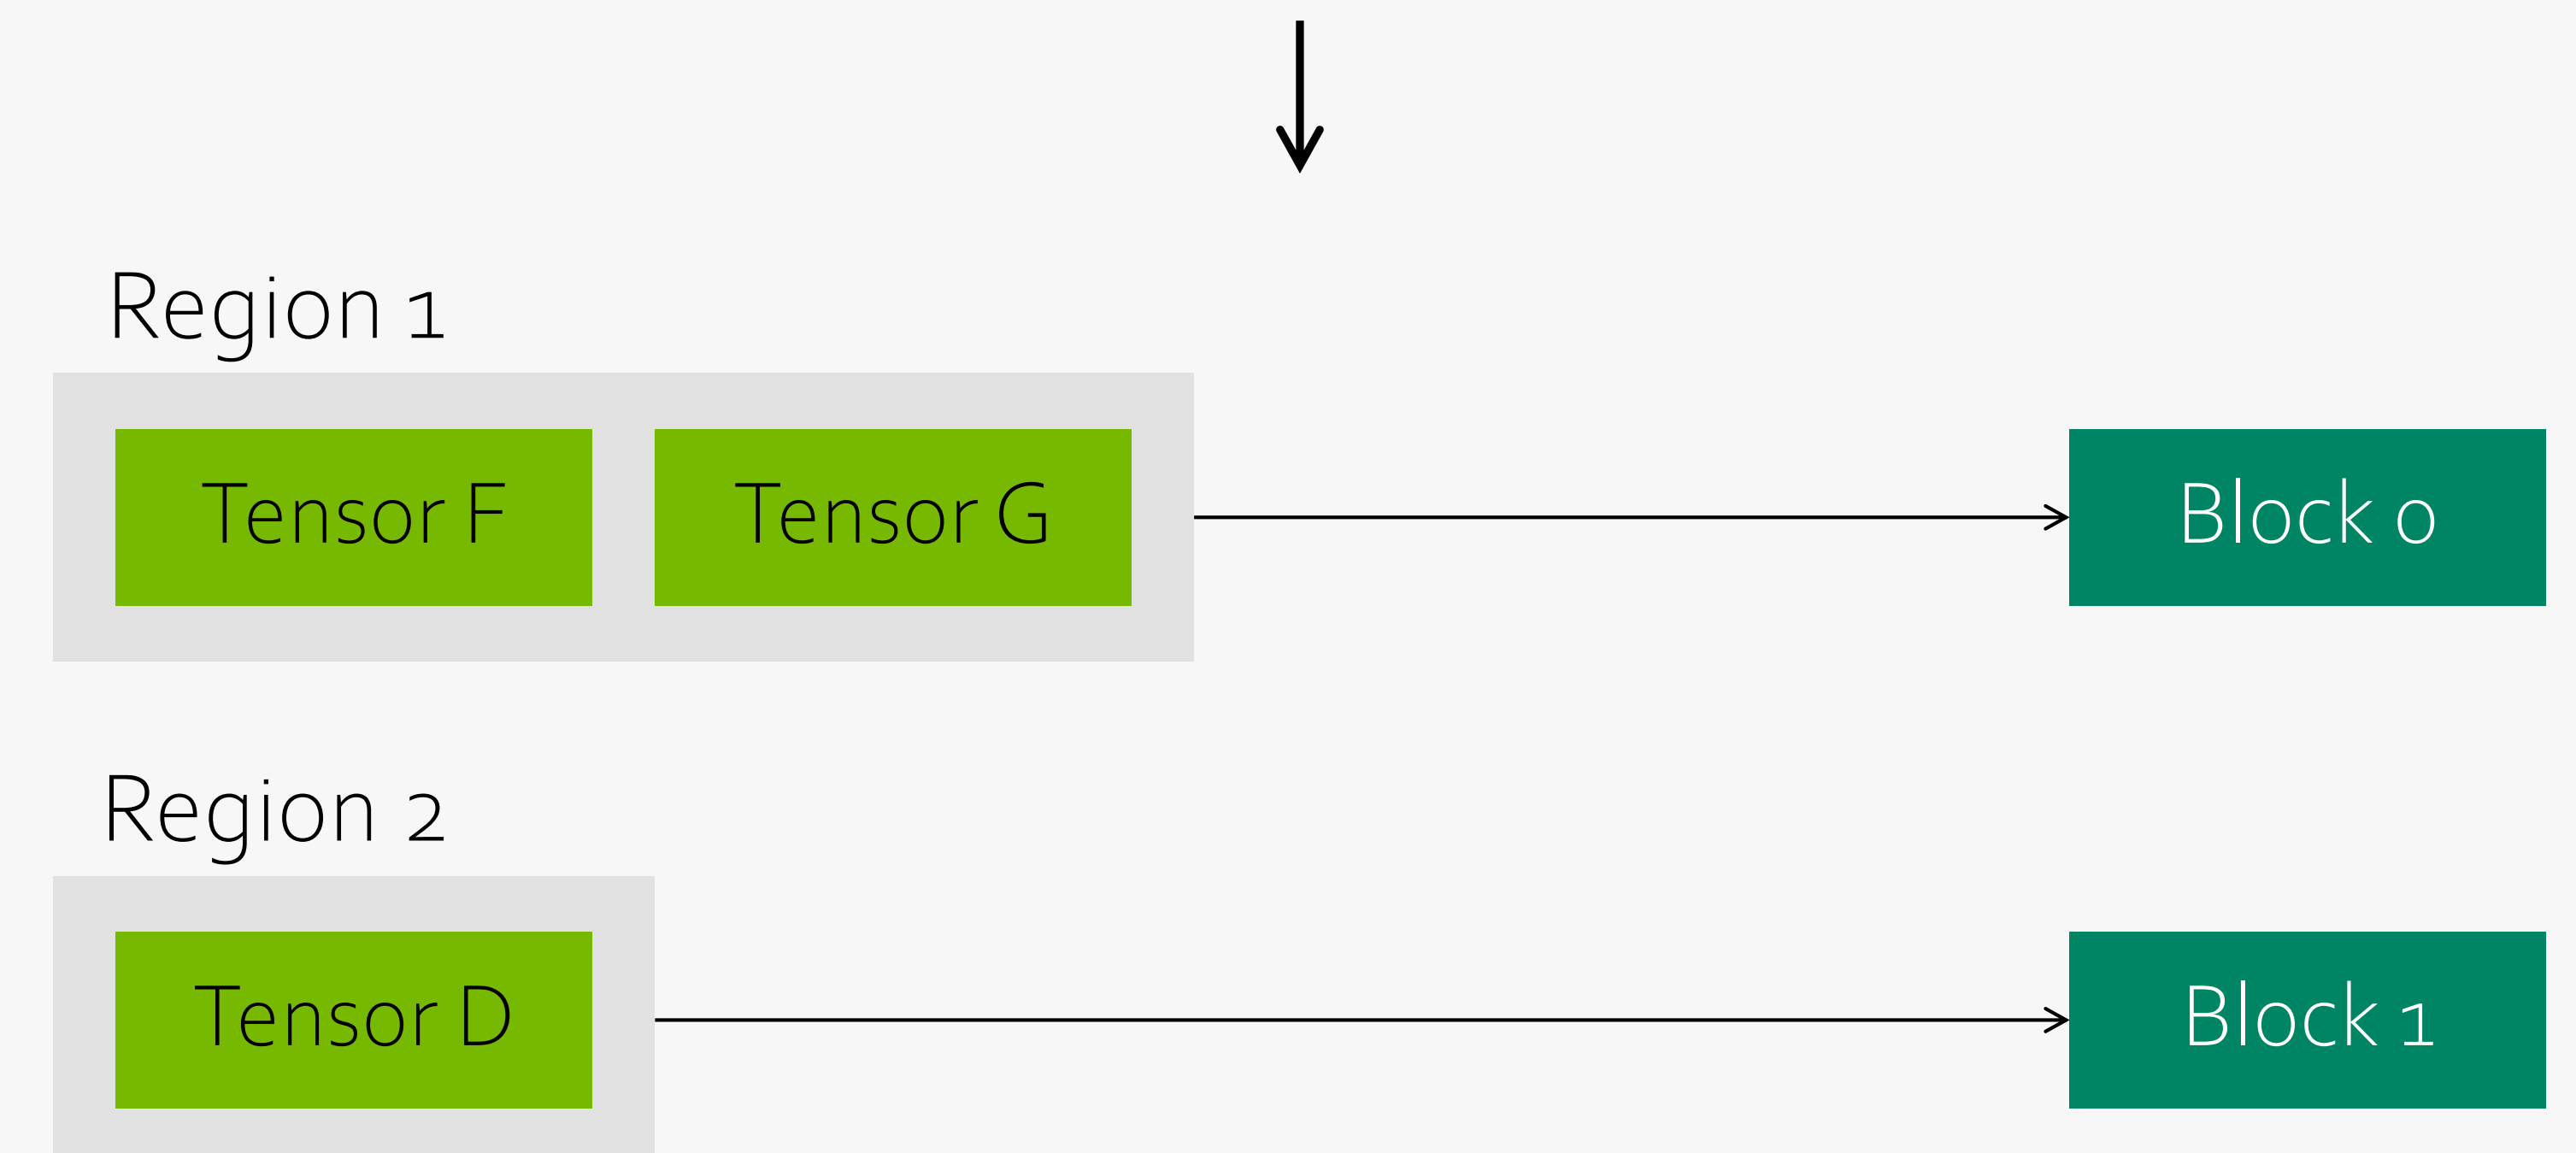 Region 1
Tensor F
Tensor G
Block 0
Region 2
Tensor D
Block 1